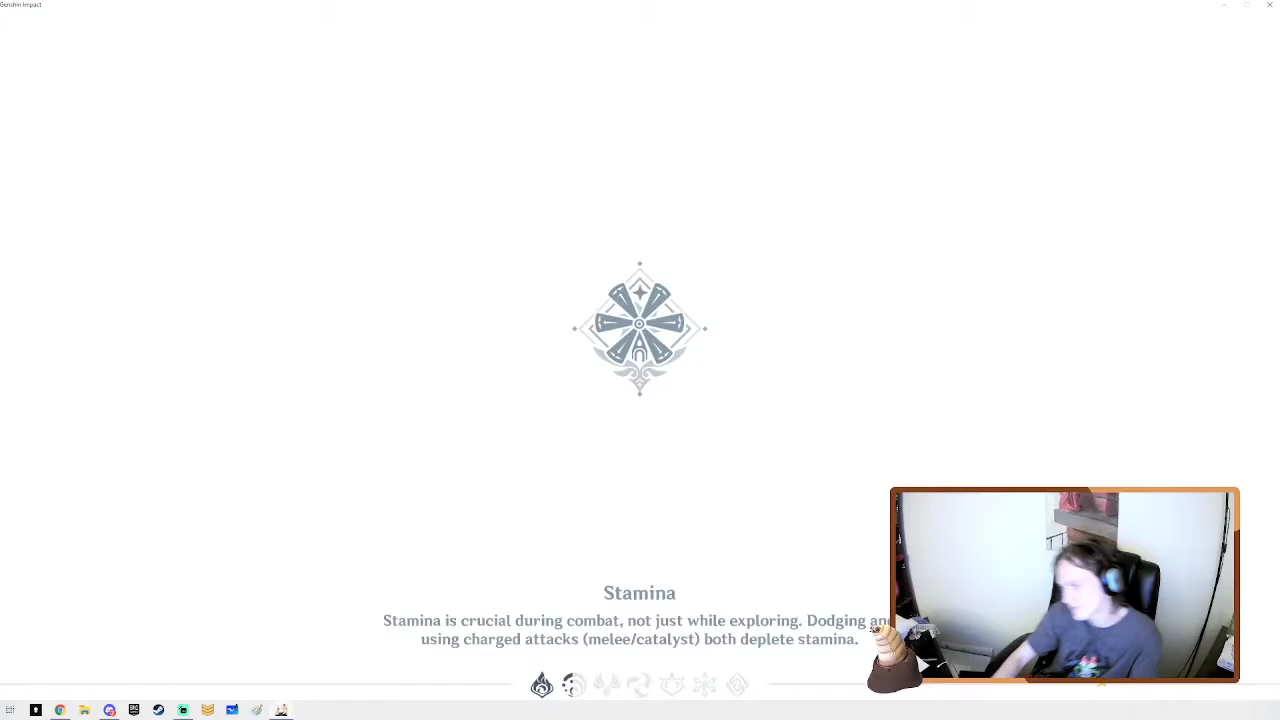 Genshin Impact
Stamina
Stamina is crucial during combat, not just while exploring. Dodging and
using charged attacks (melee/catalyst) both deplete stamina.